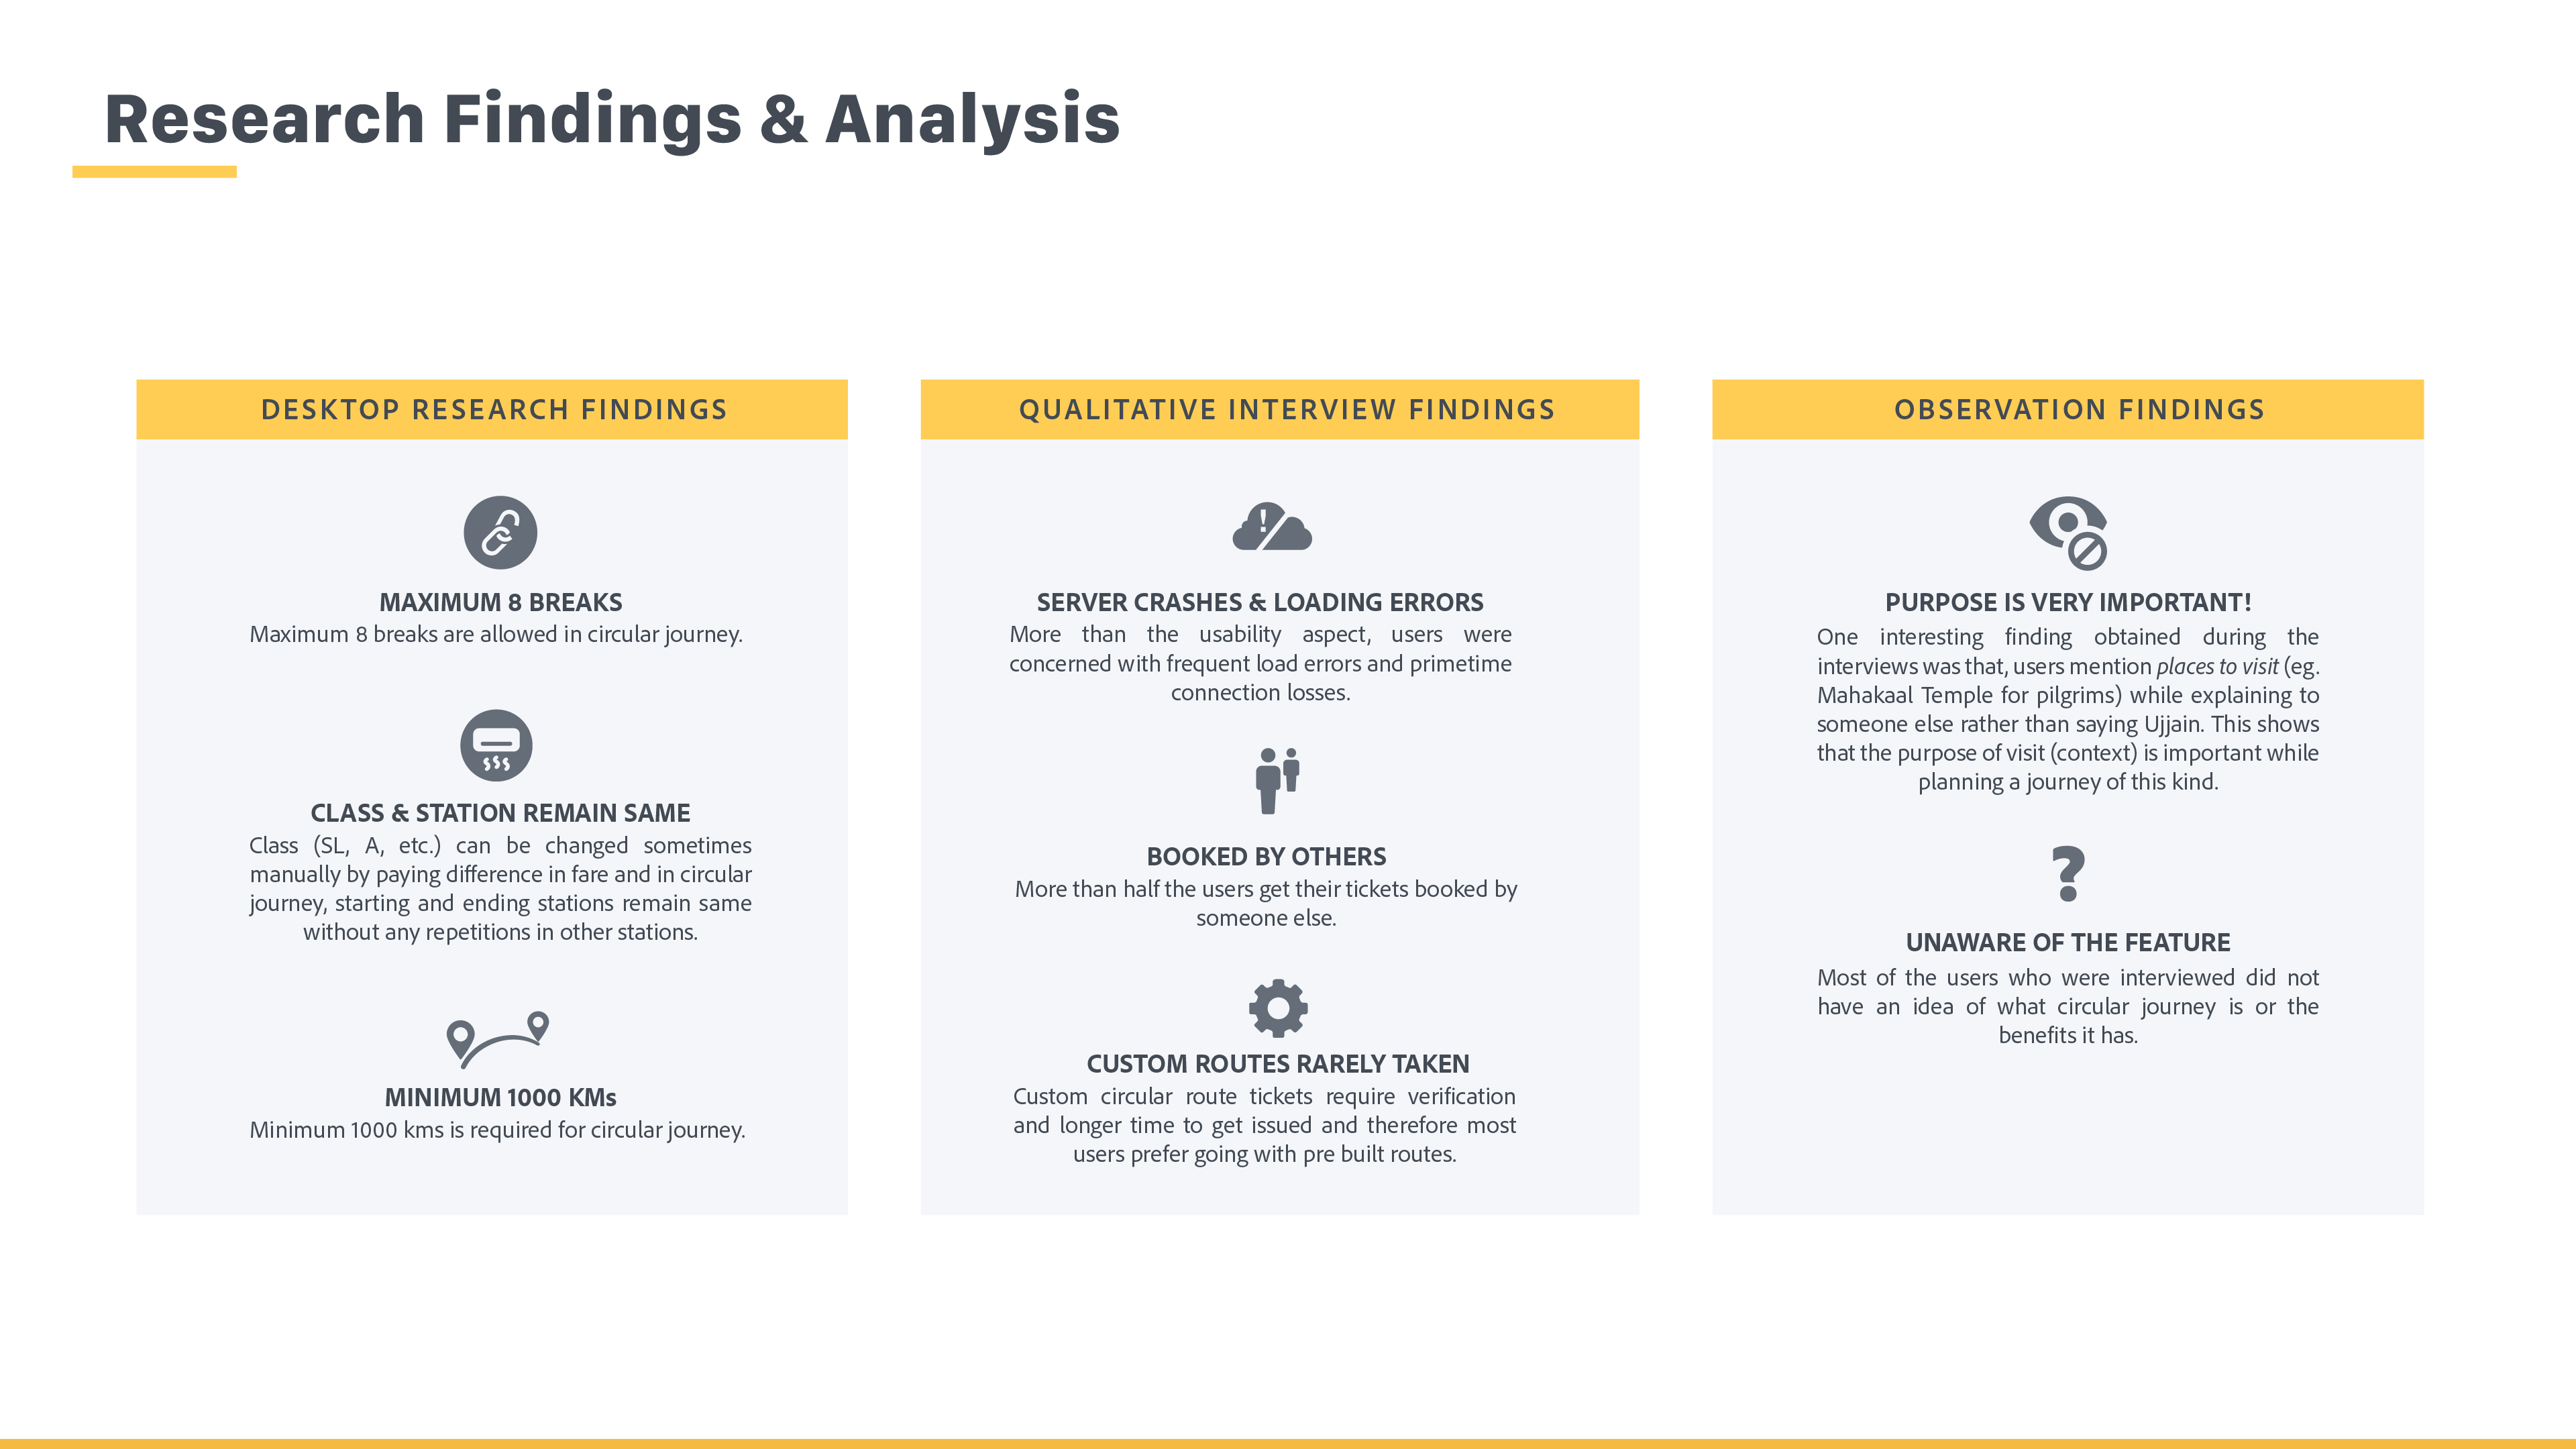 Research Findings & Analysis
DESKTOP RESEARCH FINDINGS
MAXIMUM 8 BREAKS
Maximum 8 breaks are allowed in circular journey.
CLASS & STATION REMAIN SAME
Class (SL, A, etc.) can be changed sometimes
manually by paying difference in fare and in circular
journey, starting and ending stations remain same
without any repetitions in other stations.
MINIMUM 1000 KMs
Minimum 1000 kms is required for circular journey.
QUALITATIVE INTERVIEW FINDINGS
SERVER CRASHES & LOADING ERRORS
More than the usability aspect, users were
concerned with frequent load errors and primetime
connection losses.
BOOKED BY OTHERS
More than half the users get their tickets booked by
someone else.
CUSTOM ROUTES RARELY TAKEN
Custom circular route tickets require verification
and longer time to get issued and therefore most
users prefer going with pre built routes.
OBSERVATION FINDINGS
PURPOSE IS VERY IMPORTANT!
One interesting finding obtained during the
interviews was that, users mention places to visit (eg.
Mahakaal Temple for pilgrims) while explaining to
someone else rather than saying Ujjain. This shows
that the purpose of visit (context) is important while
planning a journey of this kind.
?
UNAWARE OF THE FEATURE
Most of the users who were interviewed did not
have an idea of what circular journey is or the
benefits it has.